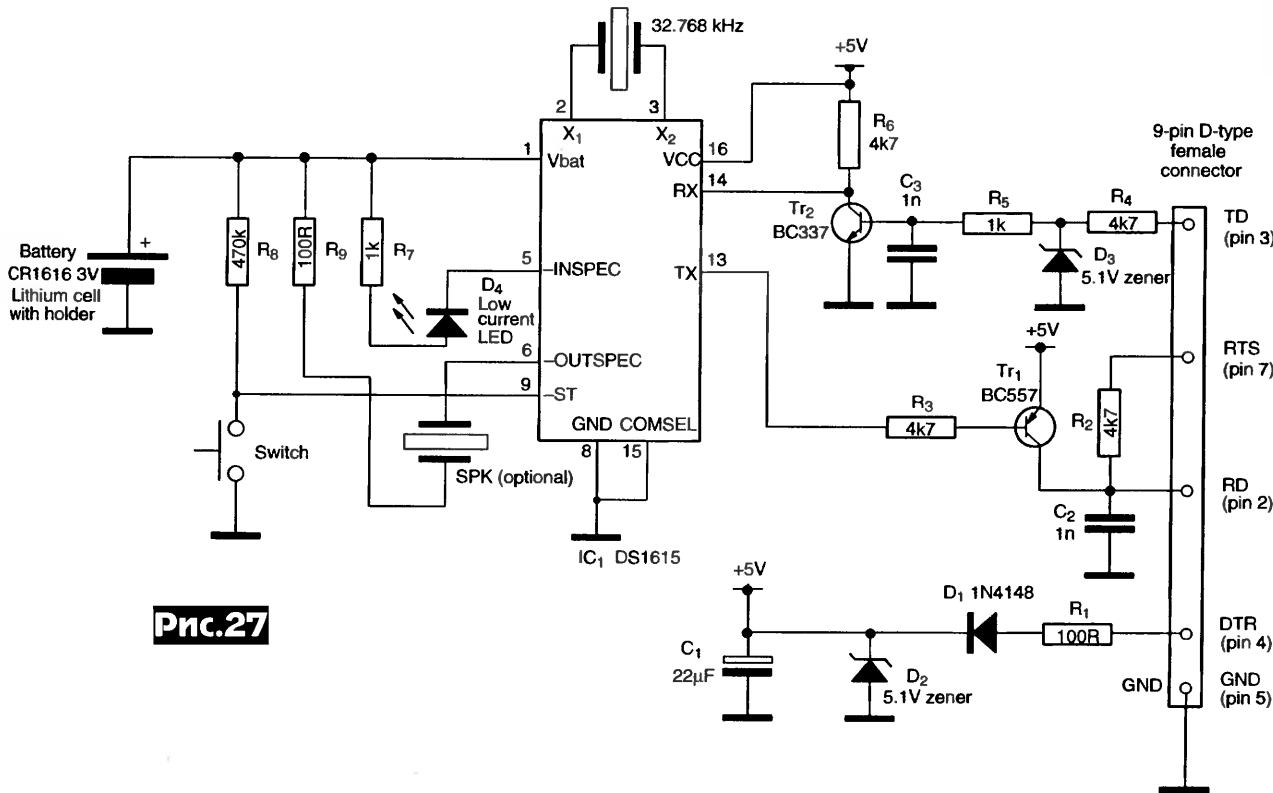 32.768 kHz
+5V
2
3
X1
X2
R6
4k7
9-pin D-type
female
connector
1
Vbat
16
VCC
14
RX
C3
1n
R5
1k
R4
4k7
TD
(pin 3)
Tr2
BC337
D3
5.1V zener
Battery
+
CR1616 3V
Lithium cell
with holder
470k
R8
100R
R9
1k
R7
5
–INSPEC
13
TX
D4
Low
current
LED
+5V
RTS
(pin 7)
6
–OUTSPEC
9
–ST
Tr1
BC557
R3
4k7
R2
4k7
GND COMSEL
8
15
Switch
SPK (optional)
RD
(pin 2)
C2
1n
IC1 DS1615
+5V
D1 1N4148
R1
100R
DTR
(pin 4)
Рис.27
C1
22µF
D2
5.1V zener
GND
GND
(pin 5)